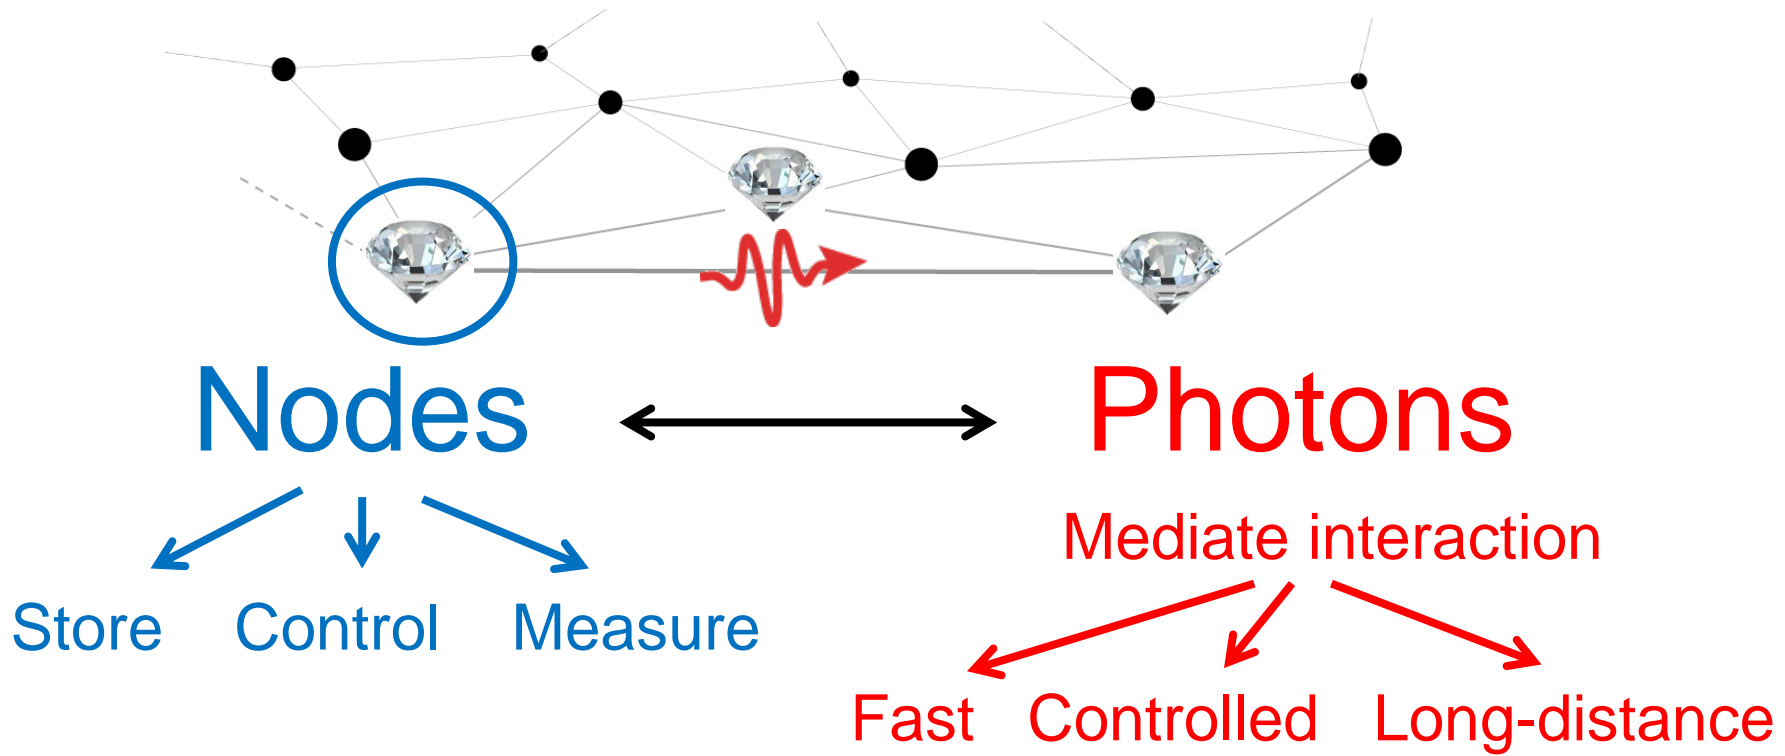 Nodes
Photons
Mediate interaction
Store Control Measure
Fast Controlled Long-distance